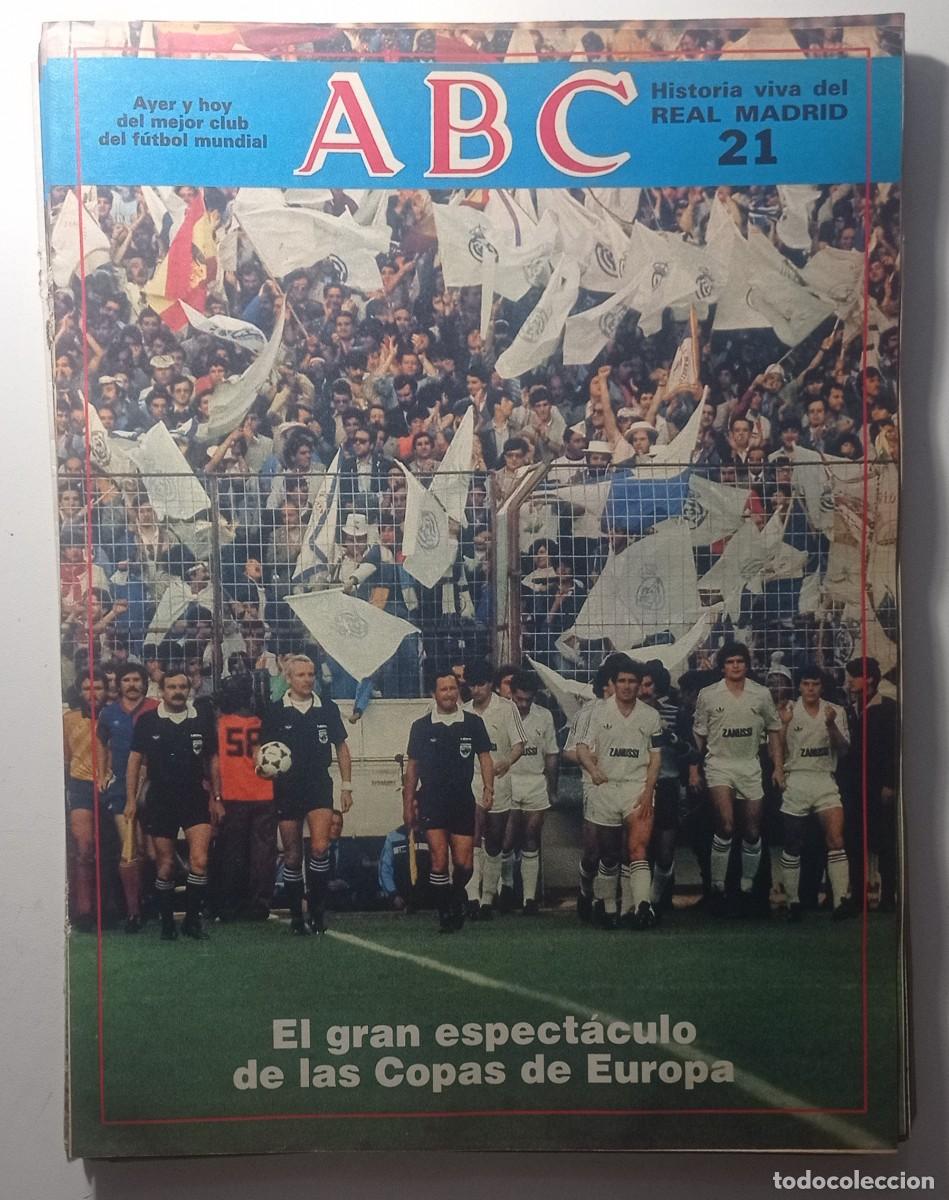 Ayer y hoy
del mejor club
del fútbol mundial
ABC
Historia viva del
REAL MADRID
21
58
ZANUSSI
ZANUSSI
ZANUSSI
El gran espectáculo
de las Copas de Europa
todocoleccion